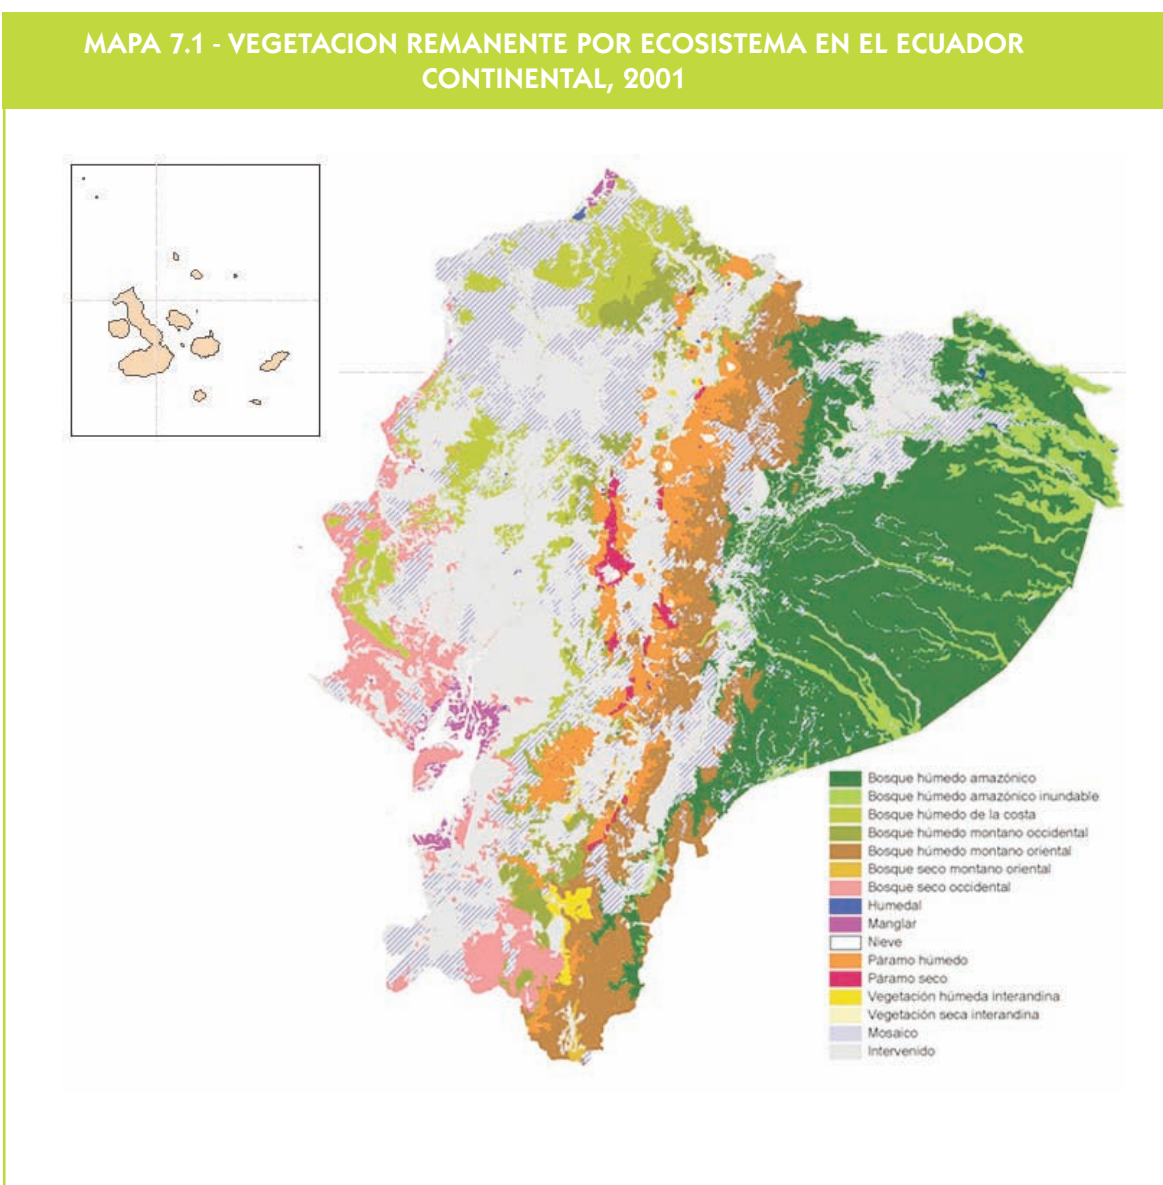 MAPA 7.1 - VEGETACION REMANENTE POR ECOSISTEMA EN EL ECUADOR
CONTINENTAL, 2001
Bosque húmedo amazónico
Bosque húmedo amazónico inundable
Bosque húmedo de la costa
Bosque húmedo montano occidental
Bosque húmedo montano oriental
Bosque seco montano oriental
Bosque seco occidental
Humedal
Manglar
Nieve
Páramo húmedo
Páramo seco
Vegetación húmeda interandina
Vegetación seca interandina
Mosaico
Intervenido